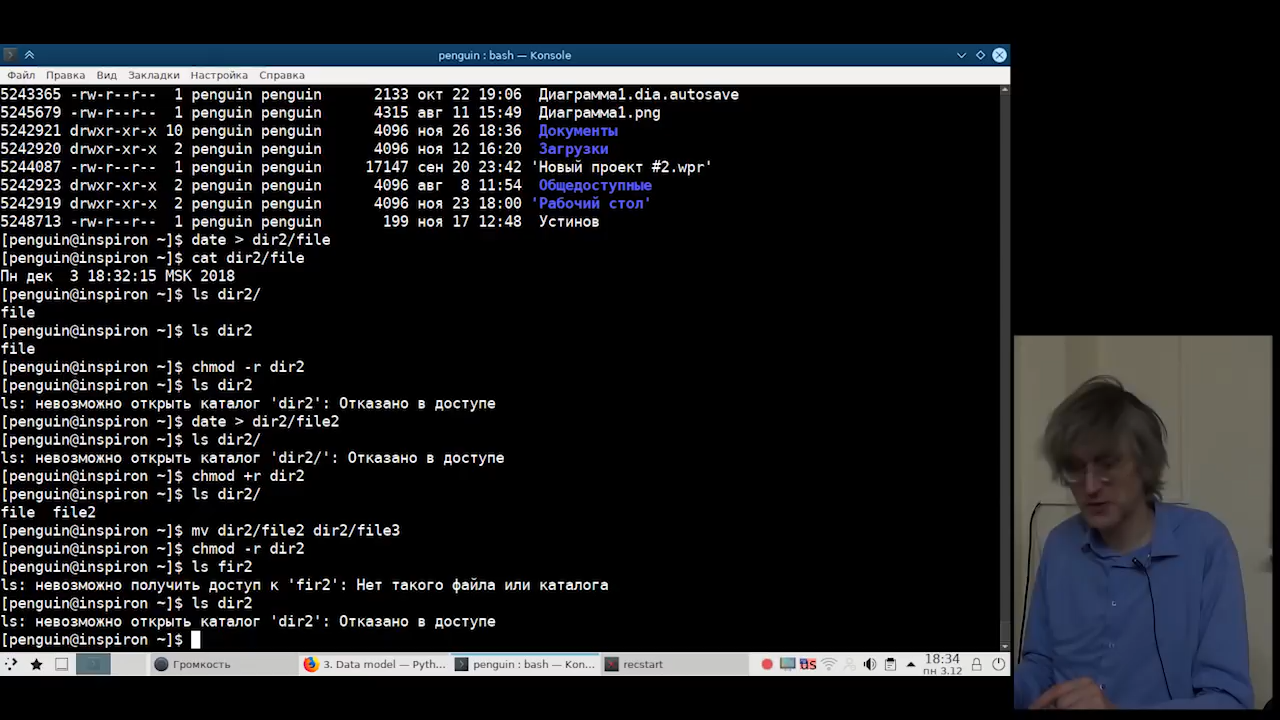 penguin : bash — Konsole
Файл Правка Вид Закладки Настройка Справка
5243365 -rw-r--r-- 1 penguin penguin 2133 окт 22 19:06 Диаграмма1.dia.autosave
5245679 -rw-r--r-- 1 penguin penguin 4315 авг 11 15:49 Диаграмма1.png
5242921 drwxr-xr-x 10 penguin penguin 4096 ноя 26 18:36 Документы
5242920 drwxr-xr-x 2 penguin penguin 4096 ноя 12 16:20 Загрузки
5244087 -rw-r--r-- 1 penguin penguin 17147 сен 20 23:42 'Новый проект #2.wpr'
5242923 drwxr-xr-x 2 penguin penguin 4096 авг 8 11:54 Общедоступные
5242919 drwxr-xr-x 2 penguin penguin 4096 ноя 23 18:00 'Рабочий стол'
5248713 -rw-r--r-- 1 penguin penguin 199 ноя 17 12:48 Устинов
[penguin@inspiron ~]$ date > dir2/file
[penguin@inspiron ~]$ cat dir2/file
Пн дек 3 18:32:15 MSK 2018
[penguin@inspiron ~]$ ls dir2/
file
[penguin@inspiron ~]$ ls dir2
file
[penguin@inspiron ~]$ chmod -r dir2
[penguin@inspiron ~]$ ls dir2
ls: невозможно открыть каталог 'dir2': Отказано в доступе
[penguin@inspiron ~]$ date > dir2/file2
[penguin@inspiron ~]$ ls dir2/
ls: невозможно открыть каталог 'dir2/': Отказано в доступе
[penguin@inspiron ~]$ chmod +r dir2
[penguin@inspiron ~]$ ls dir2/
file file2
[penguin@inspiron ~]$ mv dir2/file2 dir2/file3
[penguin@inspiron ~]$ chmod -r dir2
[penguin@inspiron ~]$ ls fir2
ls: невозможно получить доступ к 'fir2': Нет такого файла или каталога
[penguin@inspiron ~]$ ls dir2
ls: невозможно открыть каталог 'dir2': Отказано в доступе
[penguin@inspiron ~]$
Громкость 3. Data model — Pyth... penguin : bash — Kon... recstart us 18:34
пн 3.12